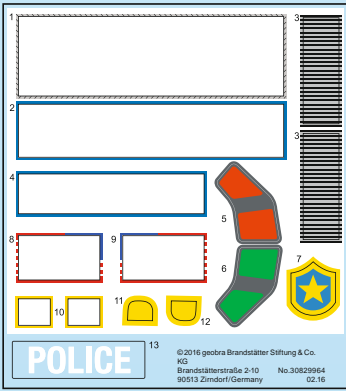 1
3
2
3
4
5
8
9
6
7
10
11
12
13
POLICE
©2016 geobra Brandstätter Stiftung & Co.
KG
Brandstätterstraße 2-10 No.30829964
90513 Zirndorf/Germany 02.16